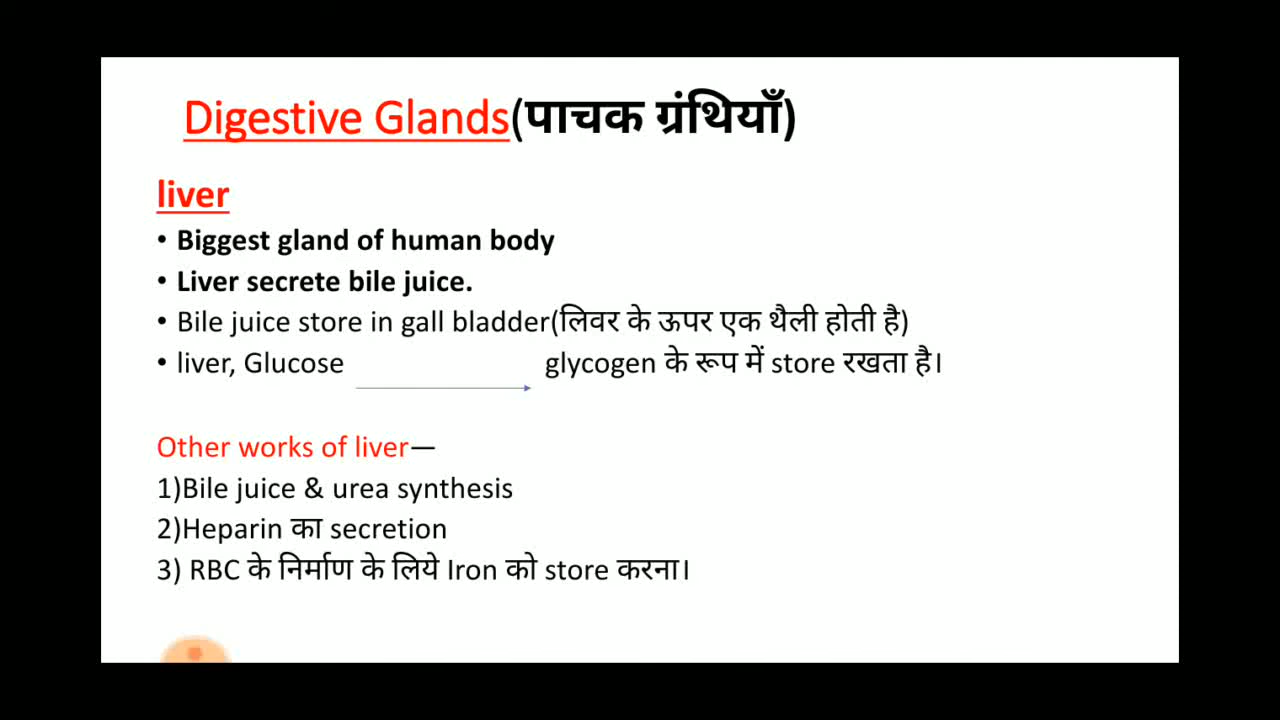 Digestive Glands(पाचक ग्रंथियाँ)
liver
• Biggest gland of human body
• Liver secrete bile juice.
• Bile juice store in gall bladder(लिवर के ऊपर एक थैली होती है)
• liver, Glucose glycogen के रूप में store रखता है।
Other works of liver—
1)Bile juice & urea synthesis
2)Heparin का secretion
3) RBC के निर्माण के लिये Iron को store करना।